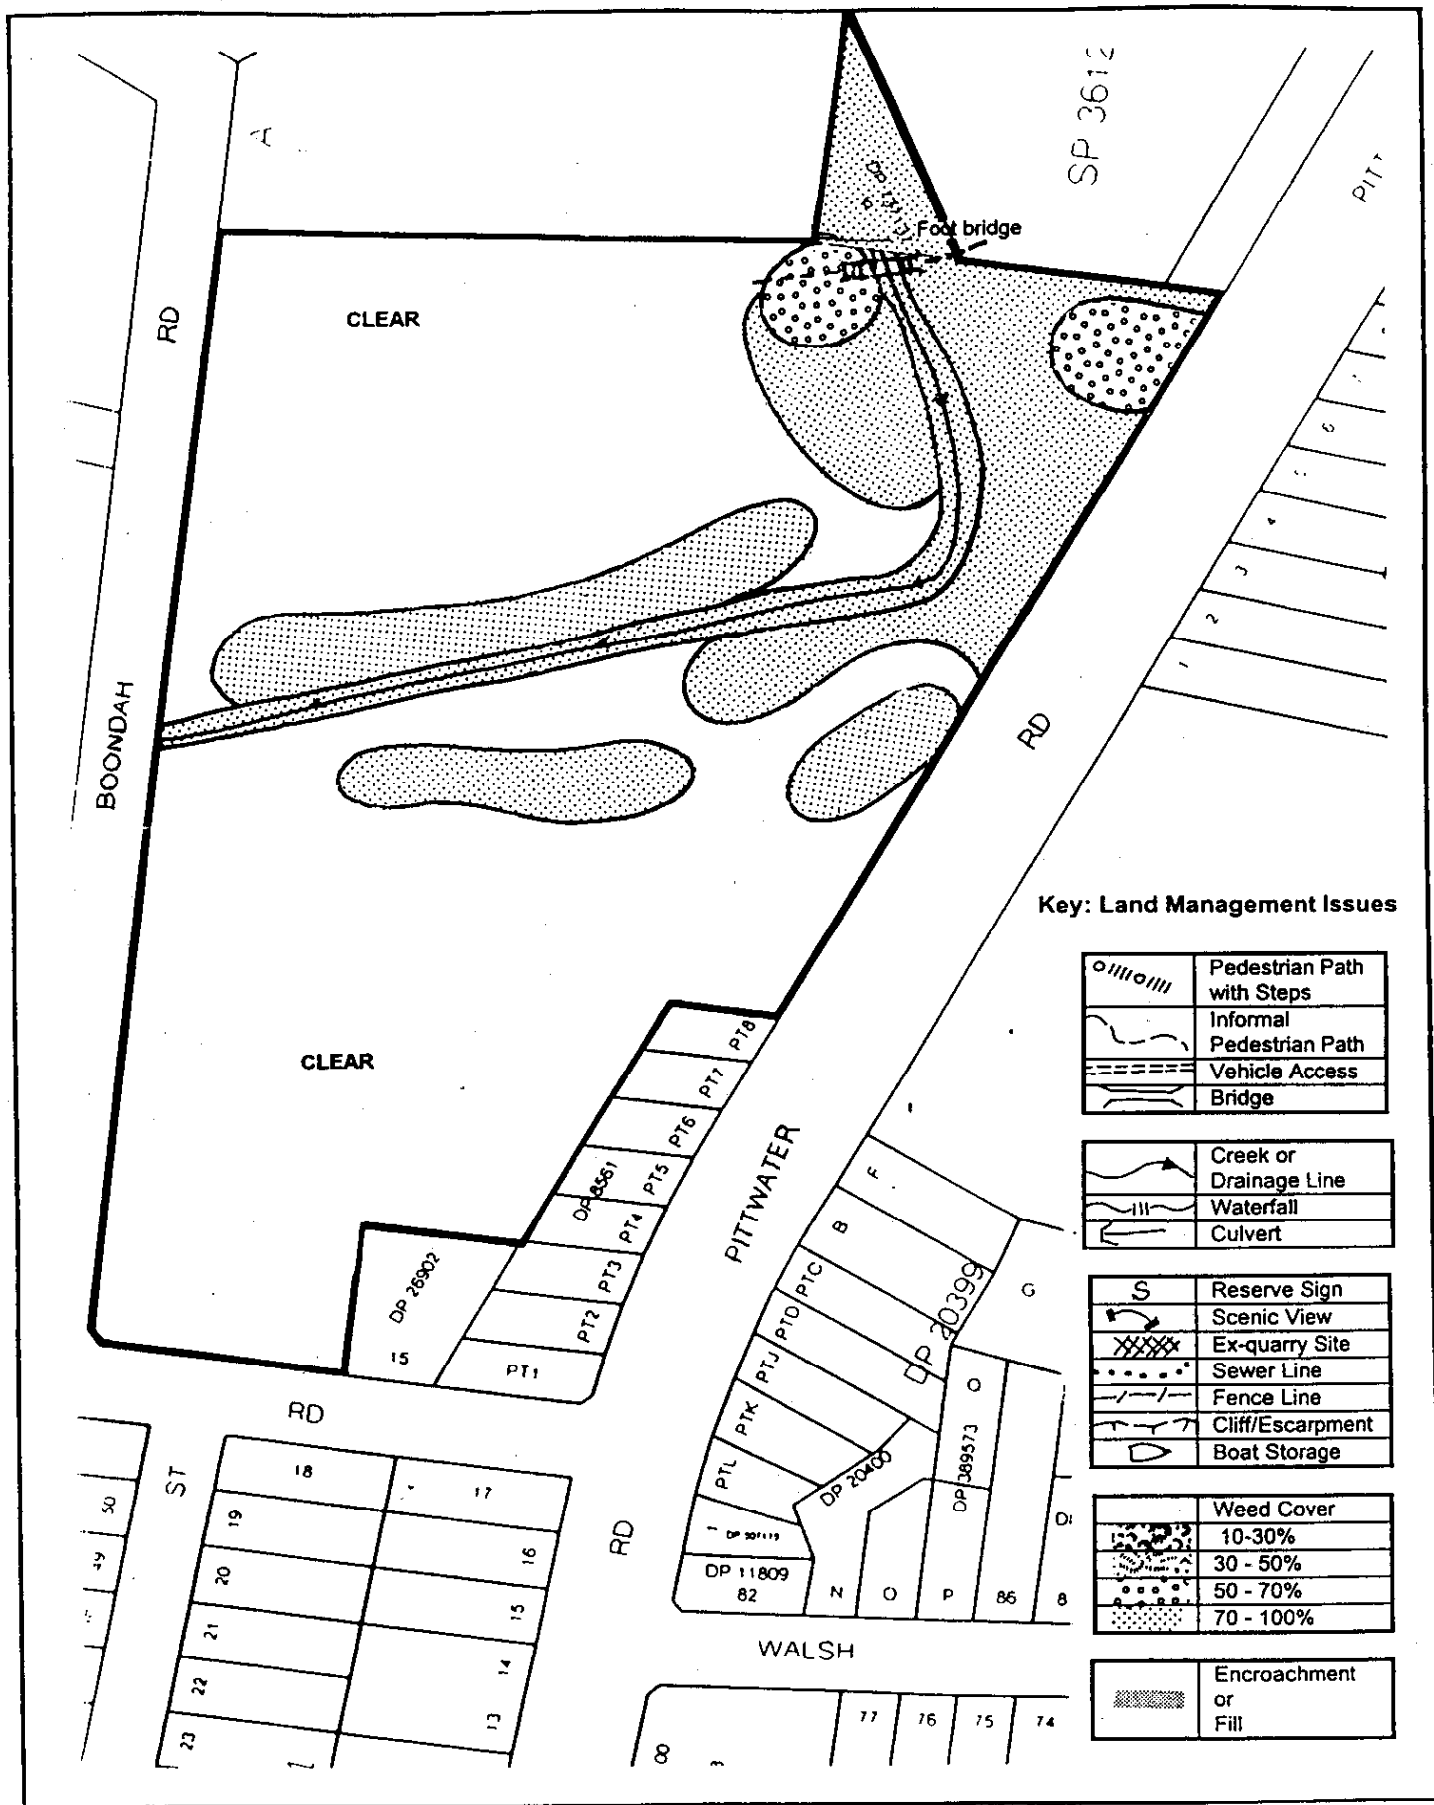 SP 3612
PITT
A
Foot bridge
CLEAR
RD
6
5
4
3
2
1
RD
BOONDAH
Key: Land Management Issues
Pedestrian Path
with Steps
Informal
Pedestrian Path
Vehicle Access
Bridge
Creek or
Drainage Line
Waterfall
Culvert
S Reserve Sign
Scenic View
Ex-quarry Site
Sewer Line
Fence Line
Cliff/Escarpment
Boat Storage
Weed Cover
10-30%
30 - 50%
50 - 70%
70 - 100%
Encroachment
or
Fill
CLEAR
PT8
PT7
PT6
PT5
PT4
PT3
PT2
PT1
DP 8561
DP 26902
15
PITTWATER
RD
F
B
PTC
PTD
PTJ
PTK
PTL
G
DP 20399
O
DP 389573
DP 20400
1
DP 11809
82
N
O
P
86
8
RD
ST
50
49
18
17
19
16
20
15
21
14
22
13
23
WALSH
77
76
75
74